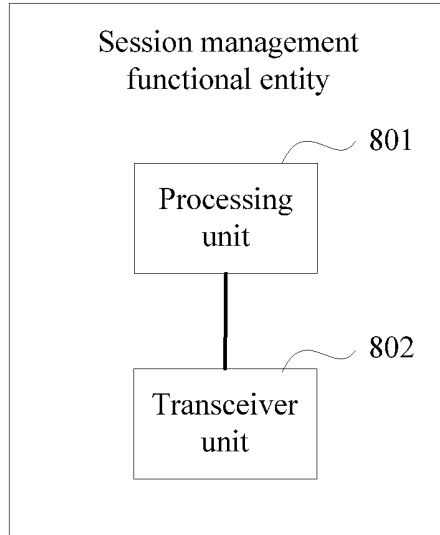 Session management
functional entity
801
Processing
unit
802
Transceiver
unit